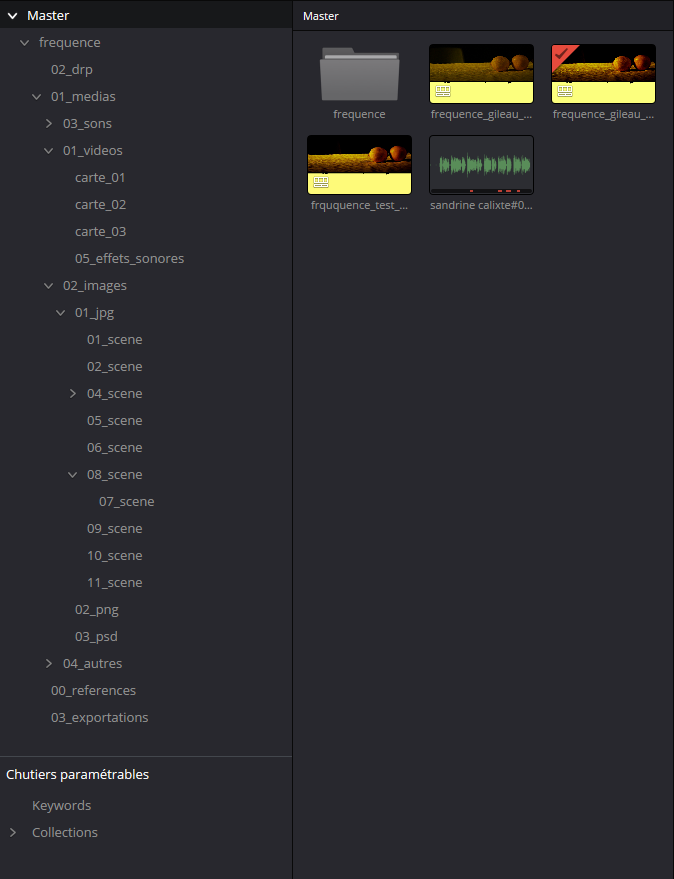 Master
frequence
02_drp
01_medias
03_sons
01_videos
carte_01
carte_02
carte_03
05_effets_sonores
02_images
01_jpg
01_scene
02_scene
04_scene
05_scene
06_scene
08_scene
07_scene
09_scene
10_scene
11_scene
02_png
03_psd
04_autres
00_references
03_exportations
Chutiers paramétrables
Keywords
Collections
Master
frequence
frequence_gileau_...
frequence_gileau_...
frququence_test_...
sandrine calixte#0...